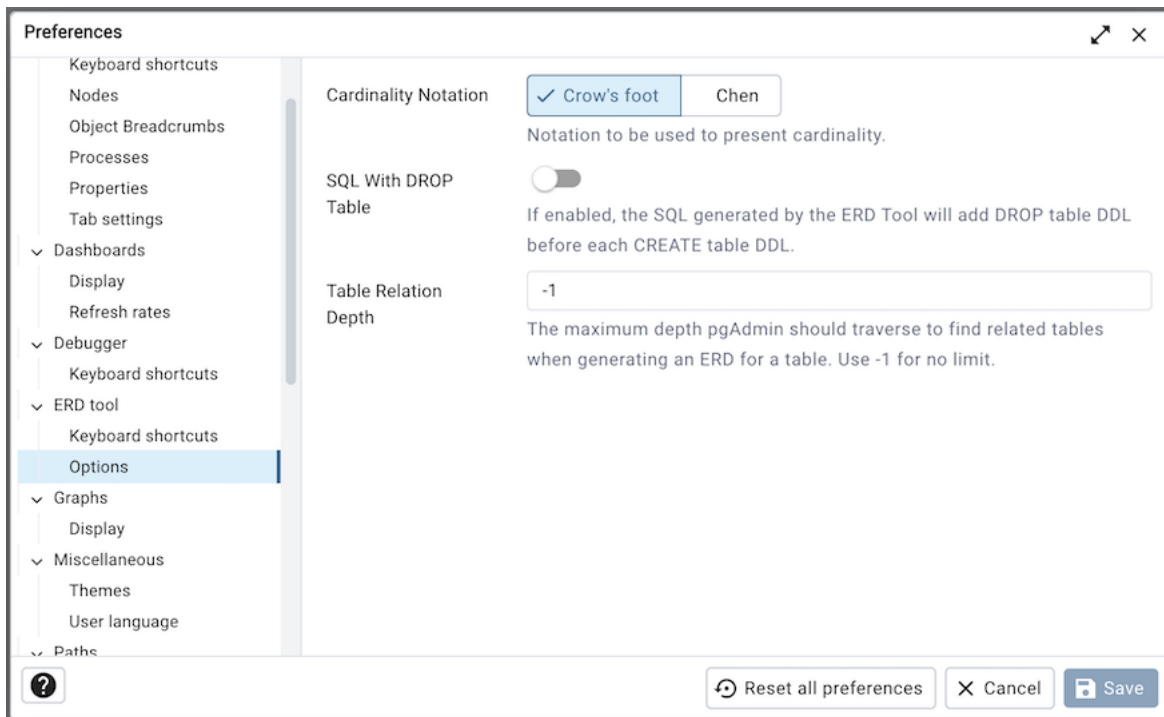 Preferences
Keyboard shortcuts
Nodes
Object Breadcrumbs
Processes
Properties
Tab settings
Dashboards
Display
Refresh rates
Debugger
Keyboard shortcuts
ERD tool
Keyboard shortcuts
Options
Graphs
Display
Miscellaneous
Themes
User language
Paths
Cardinality Notation
Crow's foot
Chen
Notation to be used to present cardinality.
SQL With DROP
Table
If enabled, the SQL generated by the ERD Tool will add DROP table DDL
before each CREATE table DDL.
Table Relation
Depth
-1
The maximum depth pgAdmin should traverse to find related tables
when generating an ERD for a table. Use -1 for no limit.
?
Reset all preferences
Cancel
Save